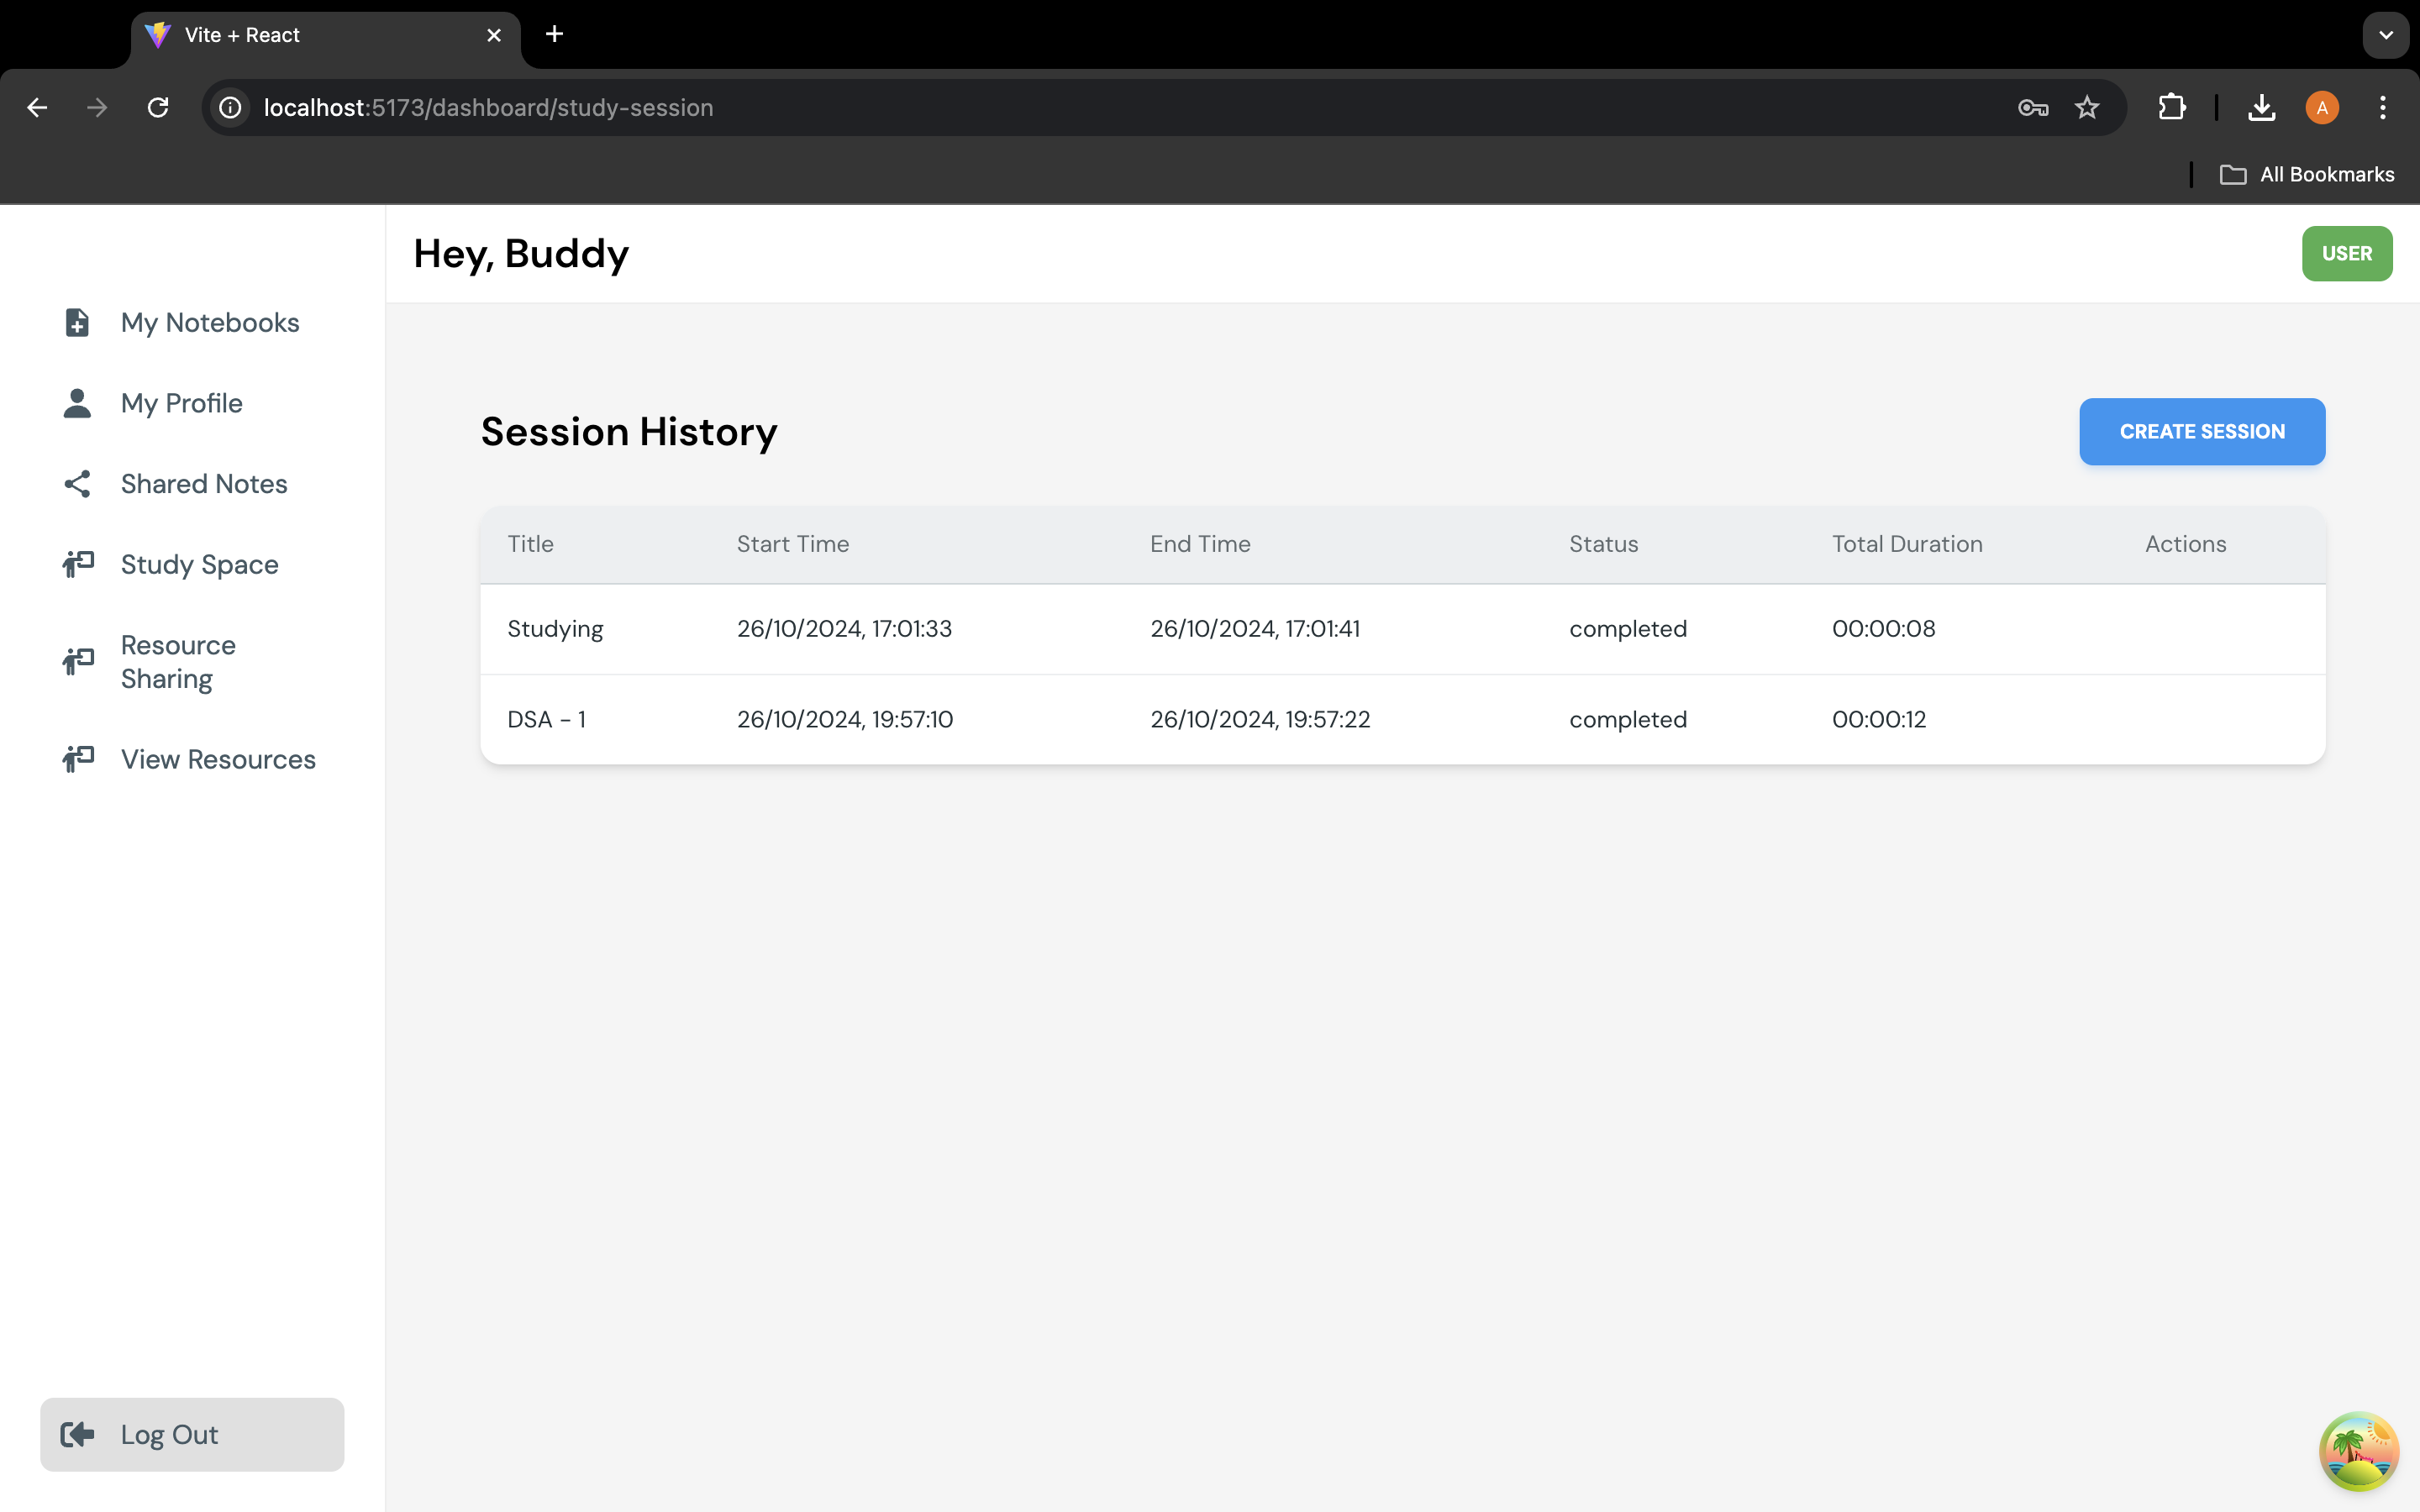 Vite + React
localhost:5173/dashboard/study-session
A
All Bookmarks
Hey, Buddy
USER
My Notebooks
My Profile
Shared Notes
Study Space
Resource
Sharing
View Resources
Log Out
Session History
CREATE SESSION
Title Start Time End Time Status Total Duration Actions
Studying 26/10/2024, 17:01:33 26/10/2024, 17:01:41 completed 00:00:08
DSA - 1 26/10/2024, 19:57:10 26/10/2024, 19:57:22 completed 00:00:12